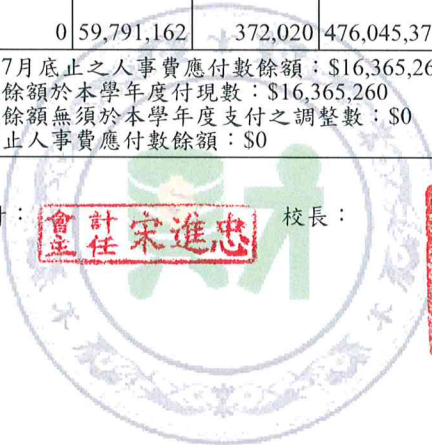 0 59,791,162 372,020 476,045,37
7月底止之人事費應付數餘額：$16,365,26
餘額於本學年度付現數：$16,365,260
餘額無須於本學年度支付之調整數：$0
止人事費應付數餘額：$0
會計主任 宋進忠 校長：